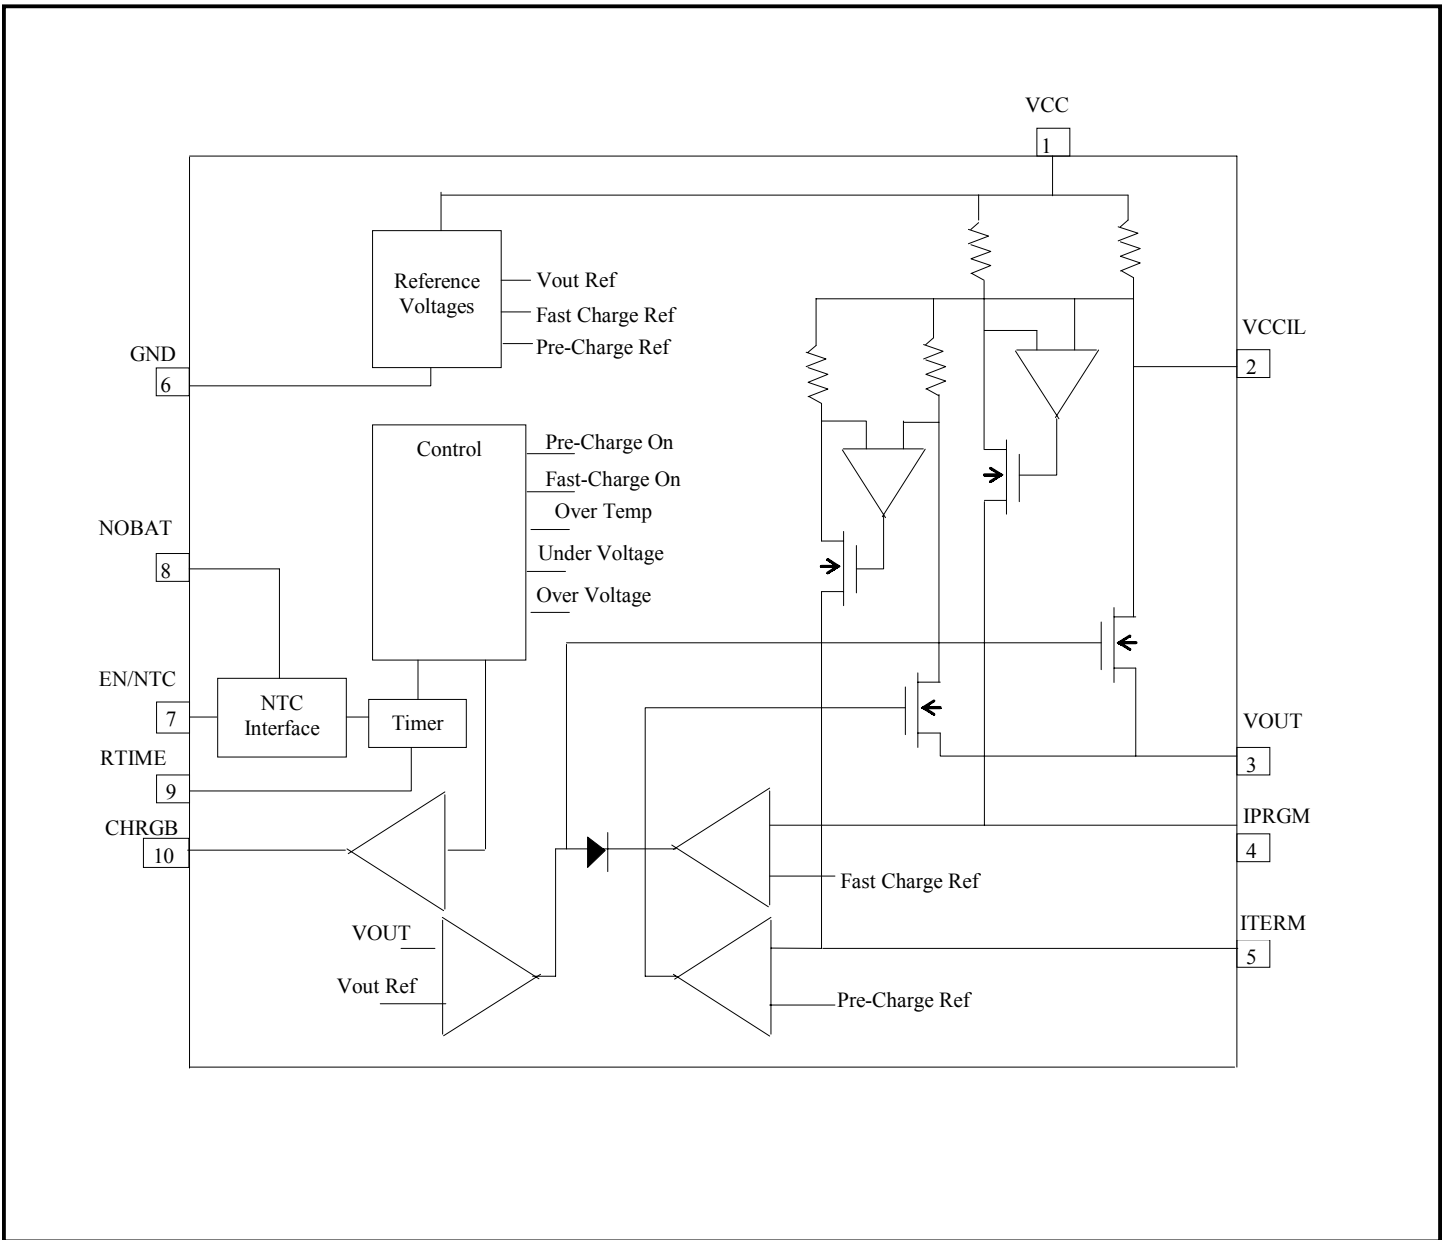 VCC
1
Reference
Voltages
Vout Ref
Fast Charge Ref
Pre-Charge Ref
GND
6
VCCIL
2
Control
Pre-Charge On
Fast-Charge On
Over Temp
Under Voltage
Over Voltage
NOBAT
8
EN/NTC
7
NTC
Interface
Timer
RTIME
9
CHRGB
10
VOUT
3
IPRGM
4
Fast Charge Ref
ITERM
5
VOUT
Vout Ref
Pre-Charge Ref